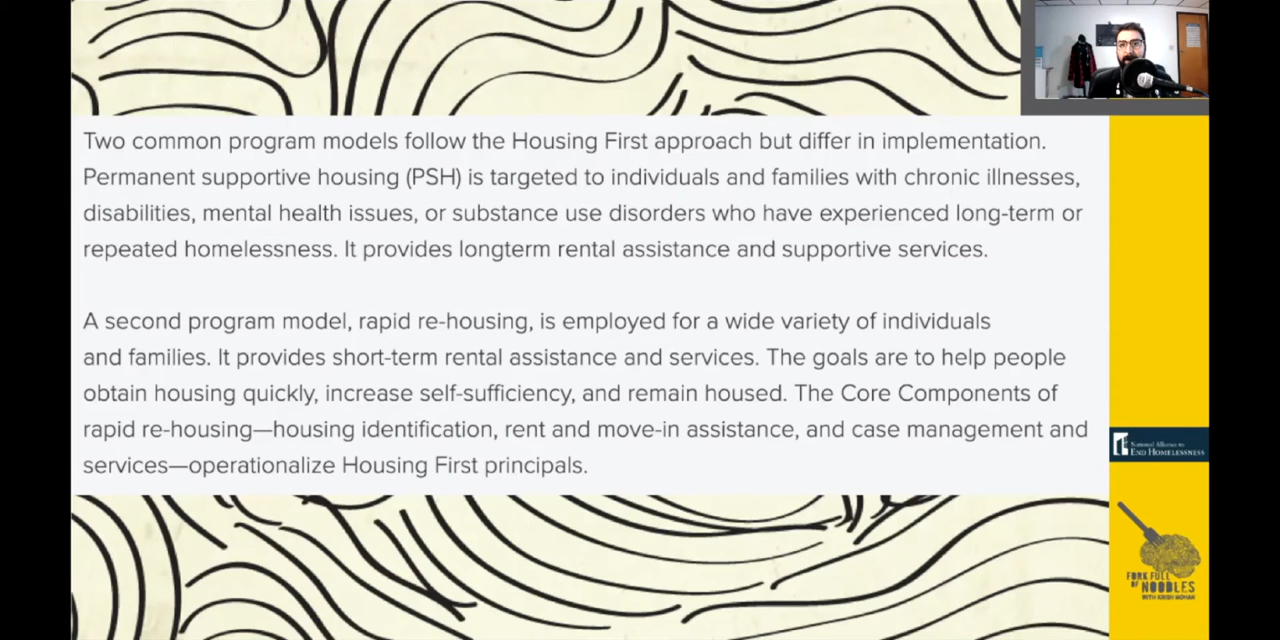 Two common program models follow the Housing First approach but differ in implementation.
Permanent supportive housing (PSH) is targeted to individuals and families with chronic illnesses,
disabilities, mental health issues, or substance use disorders who have experienced long-term or
repeated homelessness. It provides longterm rental assistance and supportive services.
A second program model, rapid re-housing, is employed for a wide variety of individuals
and families. It provides short-term rental assistance and services. The goals are to help people
obtain housing quickly, increase self-sufficiency, and remain housed. The Core Components of
rapid re-housing—housing identification, rent and move-in assistance, and case management and
services—operationalize Housing First principals.
National Alliance to
END HOMELESSNESS
FORK FULL
OF NOODLES
WITH KRISH MOHAN